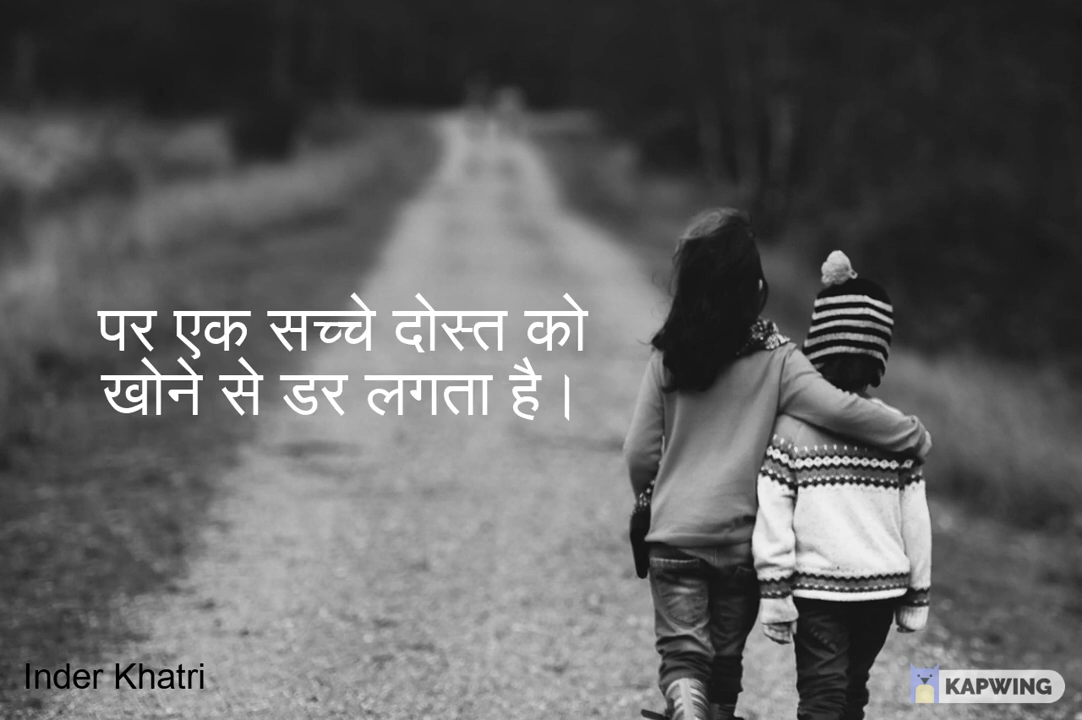 पर एक सच्चे दोस्त को
खोने से डर लगता है।
Inder Khatri
KAPWING